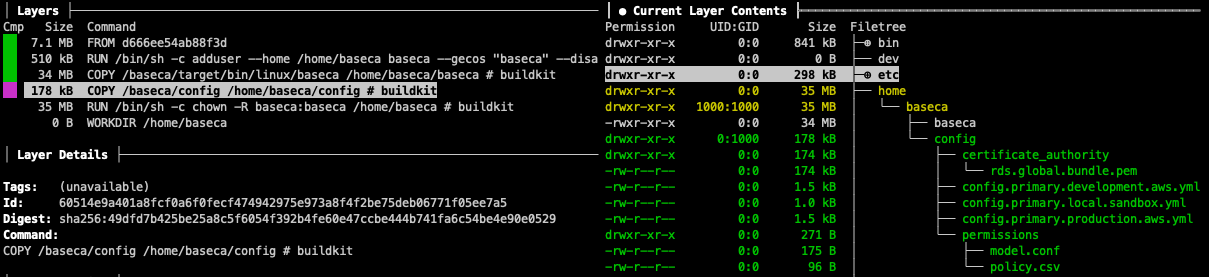 Layers
Cmp Size Command
7.1 MB FROM d666ee54ab88f3d
510 kB RUN /bin/sh -c adduser --home /home/baseca baseca --gecos "baseca" --disa
34 MB COPY /baseca/target/bin/linux/baseca /home/baseca/baseca # buildkit
178 kB COPY /baseca/config /home/baseca/config # buildkit
35 MB RUN /bin/sh -c chown -R baseca:baseca /home/baseca # buildkit
0 B WORKDIR /home/baseca
Layer Details
Tags: (unavailable)
Id: 60514e9a401a8fcf0a6f0fecf474942975e973a8f4f2be75deb06771f05ee7a5
Digest: sha256:49dfd7b425be25a8c5f6054f392b4fe60e47ccbe444b741fa6c54be4e90e0529
Command:
COPY /baseca/config /home/baseca/config # buildkit
● Current Layer Contents
Permission UID:GID Size Filetree
drwxr-xr-x 0:0 841 kB ├─⊕ bin
drwxr-xr-x 0:0 0 B ├── dev
drwxr-xr-x 0:0 298 kB ├─⊕ etc
drwxr-xr-x 0:0 35 MB ├── home
drwxr-xr-x 1000:1000 35 MB │ └── baseca
-rwxr-xr-x 0:0 34 MB │ ├── baseca
drwxr-xr-x 0:1000 178 kB │ └── config
drwxr-xr-x 0:0 174 kB │ ├── certificate_authority
-rw-r--r-- 0:0 174 kB │ │ └── rds.global.bundle.pem
-rw-r--r-- 0:0 1.5 kB │ ├── config.primary.development.aws.yml
-rw-r--r-- 0:0 1.0 kB │ ├── config.primary.local.sandbox.yml
-rw-r--r-- 0:0 1.5 kB │ ├── config.primary.production.aws.yml
drwxr-xr-x 0:0 271 B │ └── permissions
-rw-r--r-- 0:0 175 B │ ├── model.conf
-rw-r--r-- 0:0 96 B │ └── policy.csv